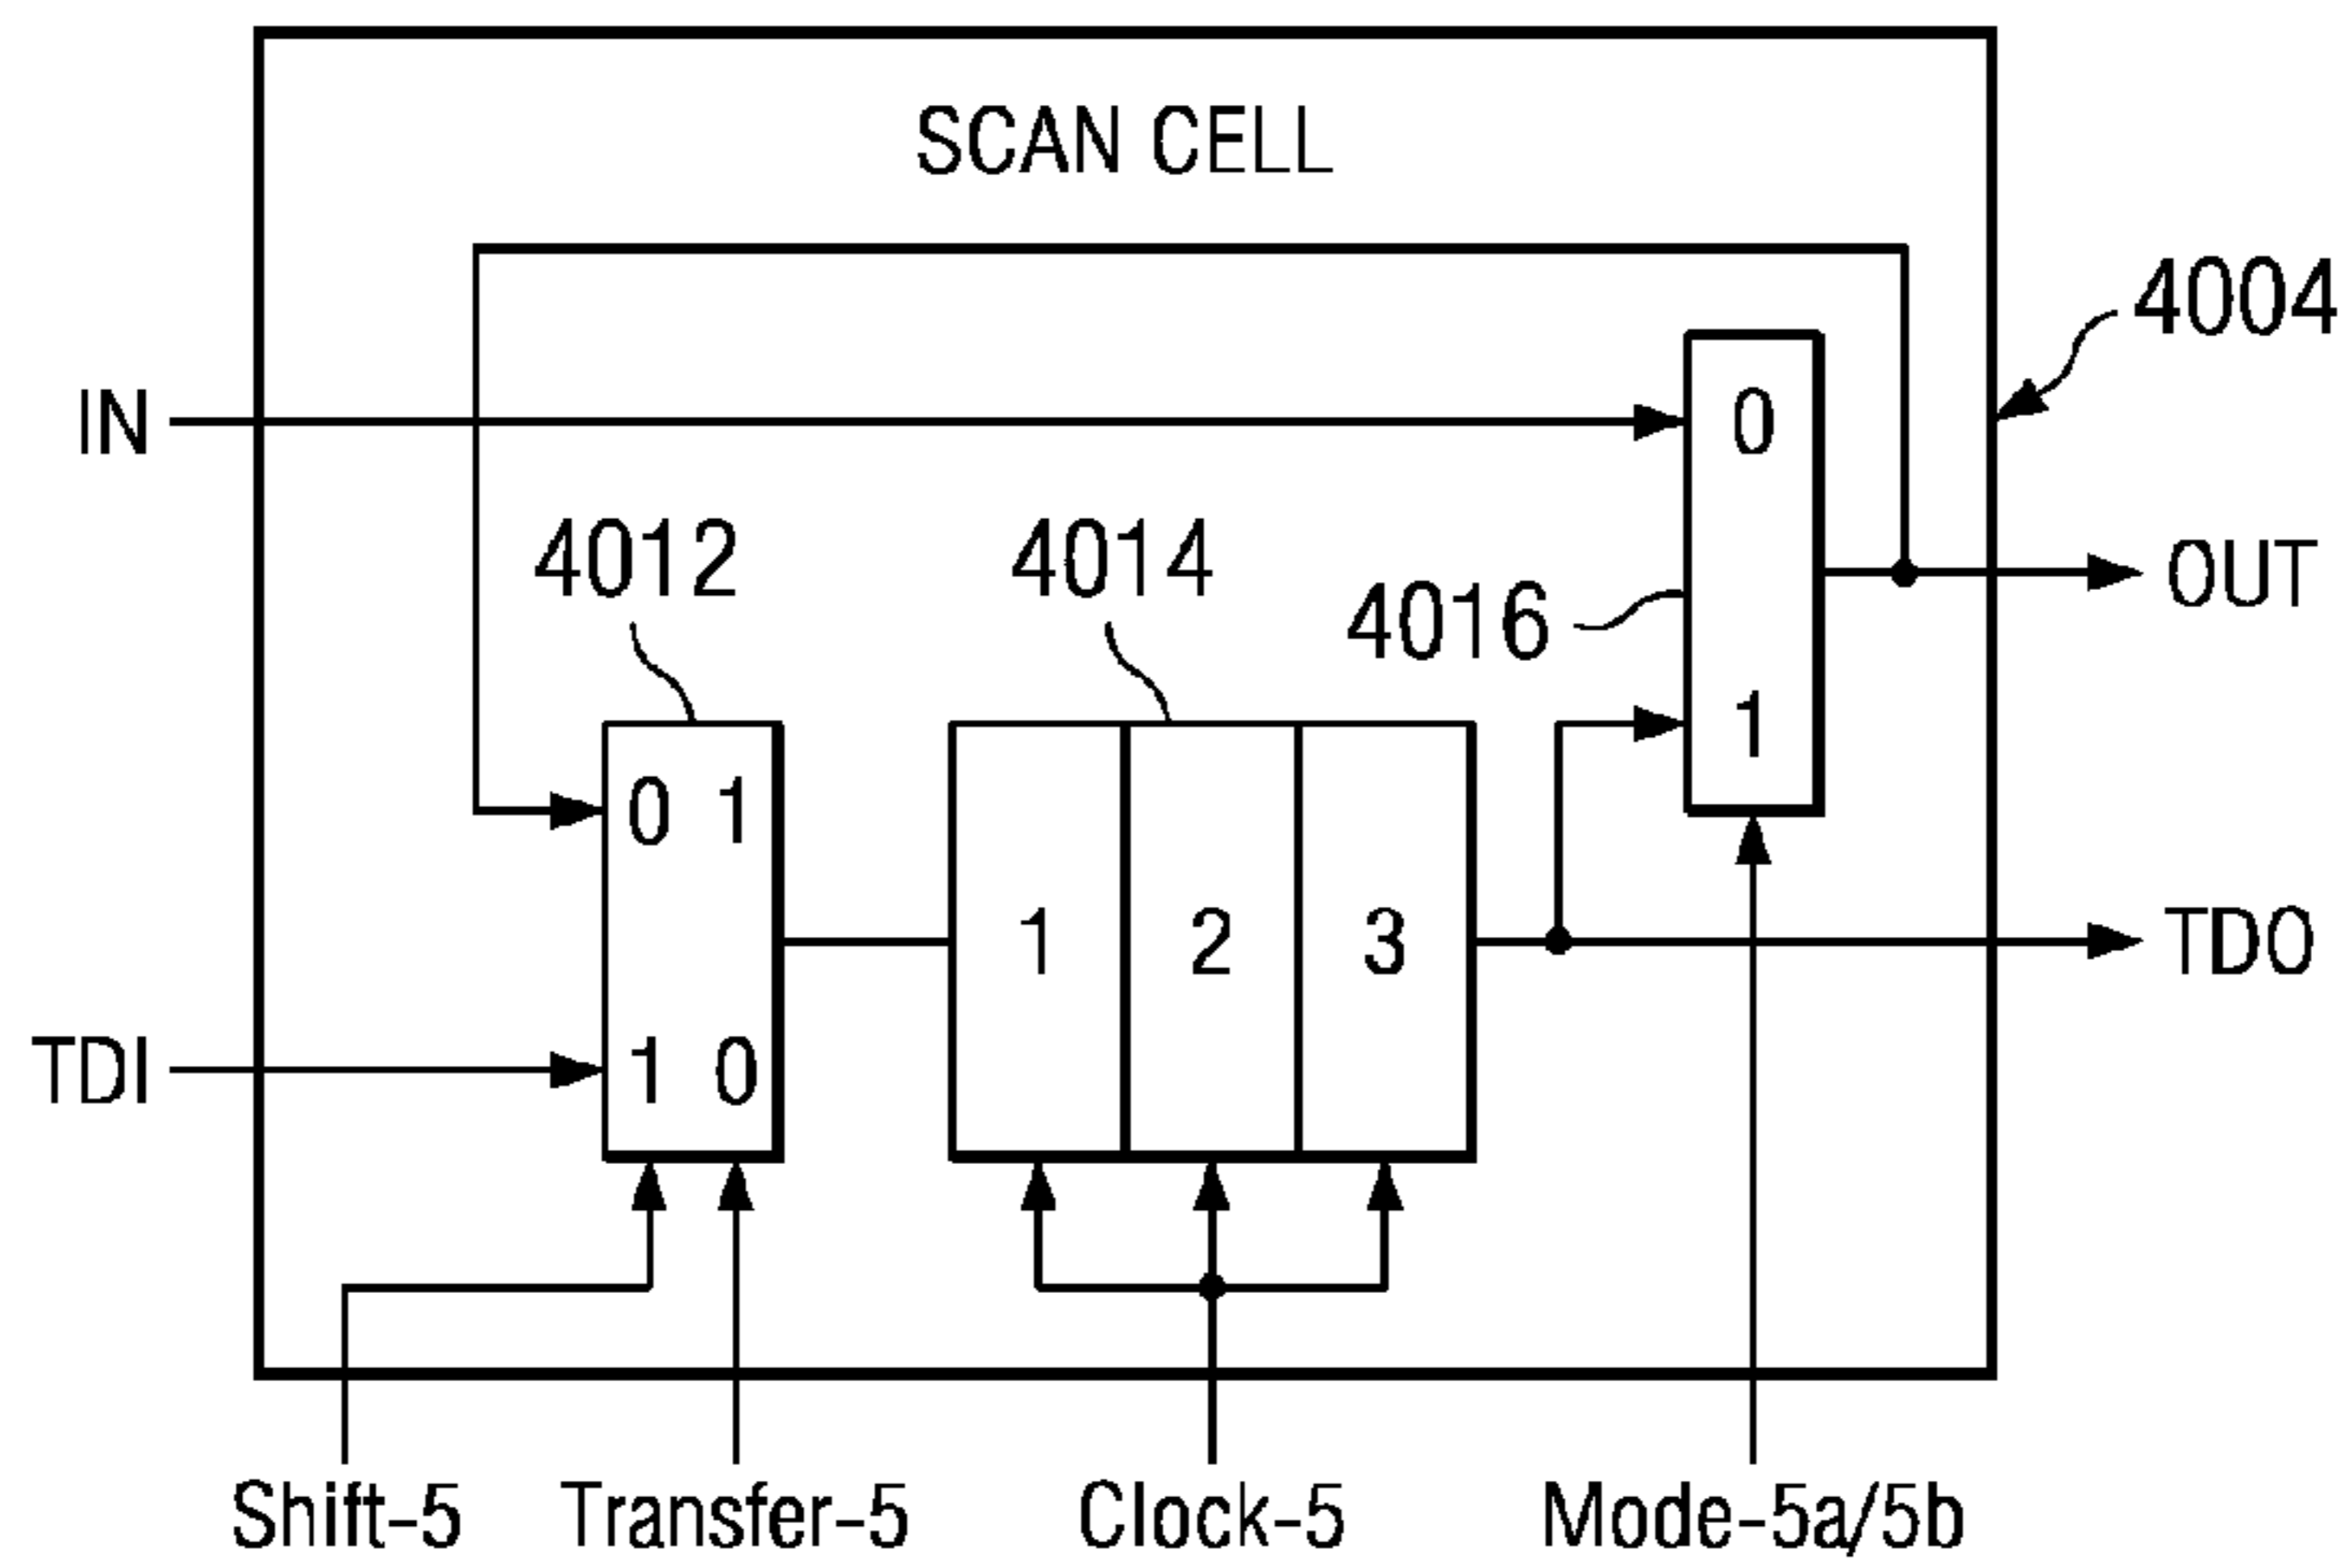 SCAN CELL
4004
IN
0
4012
4014
4016
OUT
1
0 1
1
2
3
TDO
TDI
1 0
Shift-5
Transfer-5
Clock-5
Mode-5a/5b